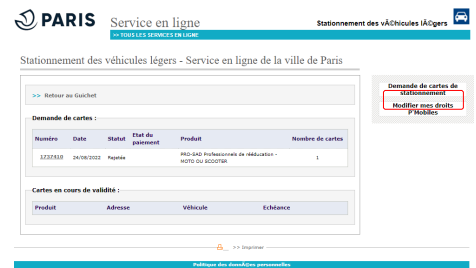 PARIS
Service en ligne
>> TOUS LES SERVICES EN LIGNE
Stationnement des vÃ©hicules lÃ©gers
Stationnement des véhicules légers - Service en ligne de la ville de Paris
>> Retour au Guichet
Demande de cartes :
Numéro Date Statut Etat du paiement Produit Nombre de cartes
1737410 24/08/2022 Rejetée PRO-SAD Professionnels de rééducation - MOTO OU SCOOTER 1
Cartes en cours de validité :
Produit Adresse Véhicule Echéance
Demande de cartes de
stationnement
Modifier mes droits
P'Mobiles
>> Imprimer
Politique des donnÃ©es personnelles